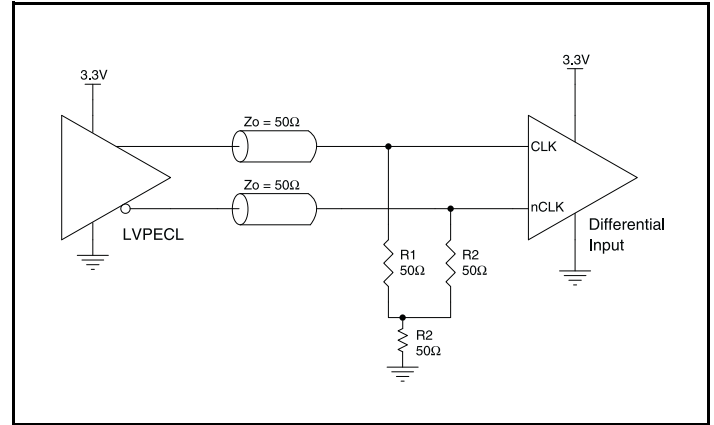 3.3V
3.3V
Zo = 50Ω
CLK
Zo = 50Ω
nCLK
LVPECL
Differential
Input
R1
50Ω
R2
50Ω
R2
50Ω